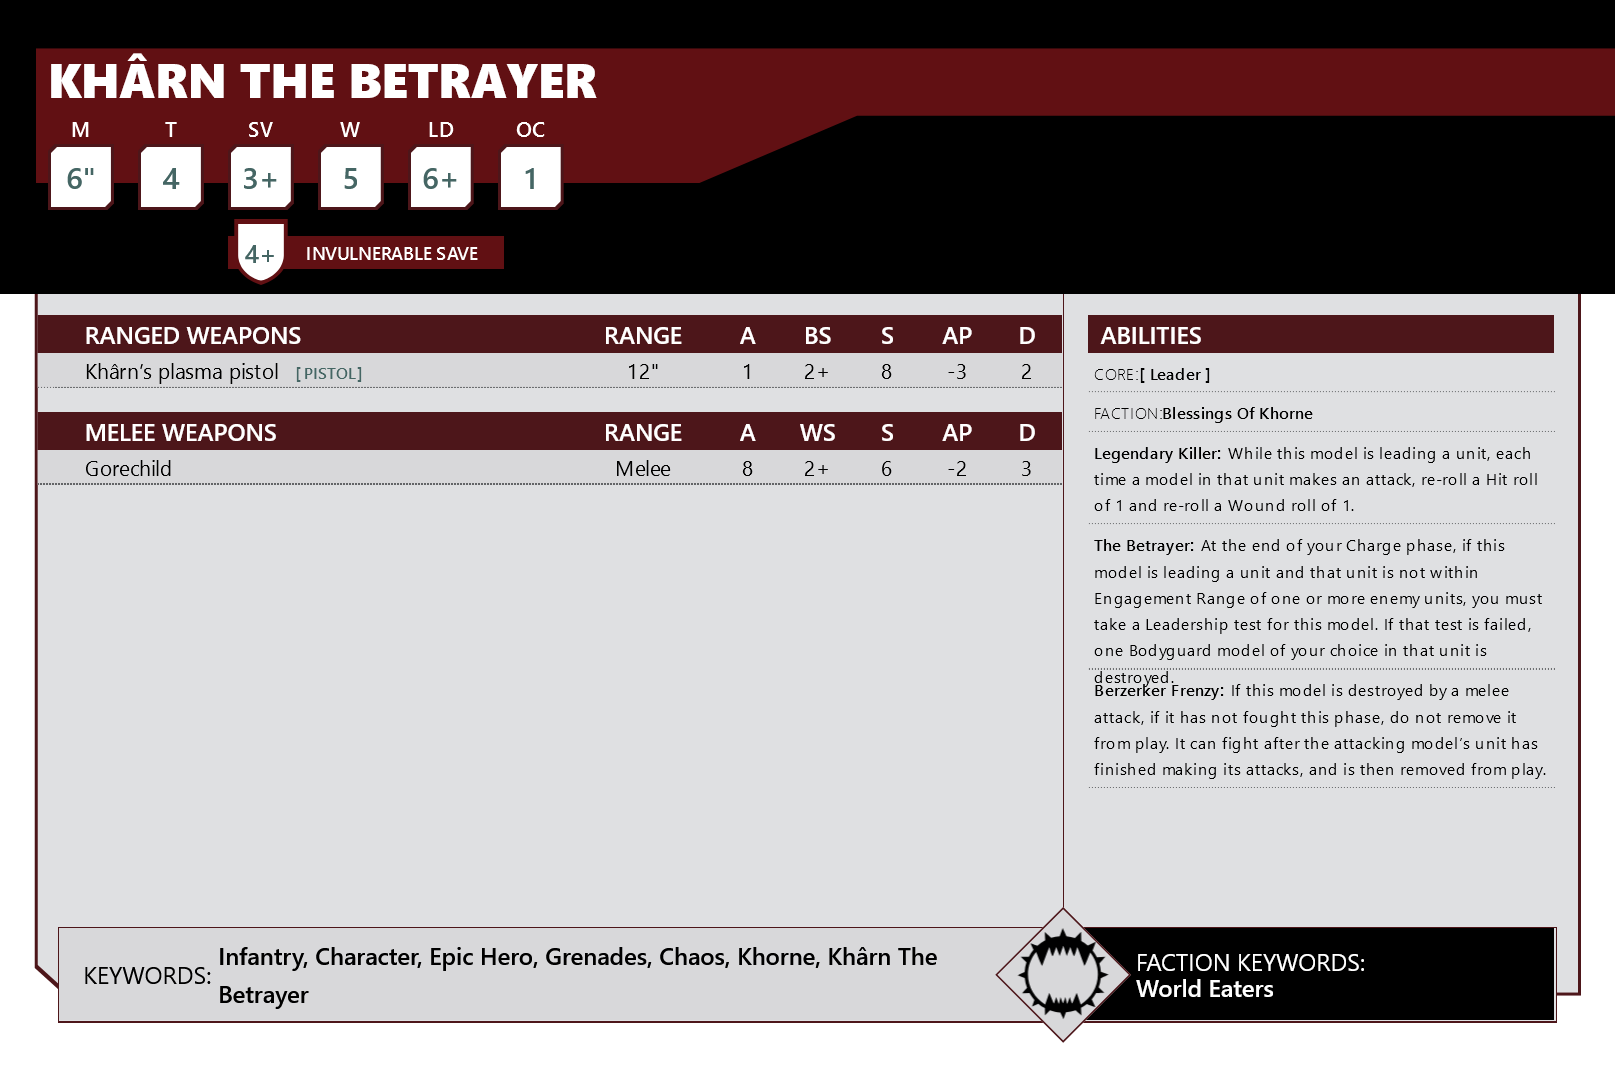 KHÂRN THE BETRAYER
M T SV W LD OC
6" 4 3+ 5 6+ 1
4+ INVULNERABLE SAVE
RANGED WEAPONS RANGE A BS S AP D
Khârn's plasma pistol [PISTOL] 12" 1 2+ 8 -3 2
MELEE WEAPONS RANGE A WS S AP D
Gorechild Melee 8 2+ 6 -2 3
ABILITIES
CORE:[ Leader ]
FACTION:Blessings Of Khorne
Legendary Killer: While this model is leading a unit, each
time a model in that unit makes an attack, re-roll a Hit roll
of 1 and re-roll a Wound roll of 1.
The Betrayer: At the end of your Charge phase, if this
model is leading a unit and that unit is not within
Engagement Range of one or more enemy units, you must
take a Leadership test for this model. If that test is failed,
one Bodyguard model of your choice in that unit is
destroyed.
Berzerker Frenzy: If this model is destroyed by a melee
attack, if it has not fought this phase, do not remove it
from play. It can fight after the attacking model's unit has
finished making its attacks, and is then removed from play.
KEYWORDS: Infantry, Character, Epic Hero, Grenades, Chaos, Khorne, Khârn The
Betrayer
FACTION KEYWORDS:
World Eaters